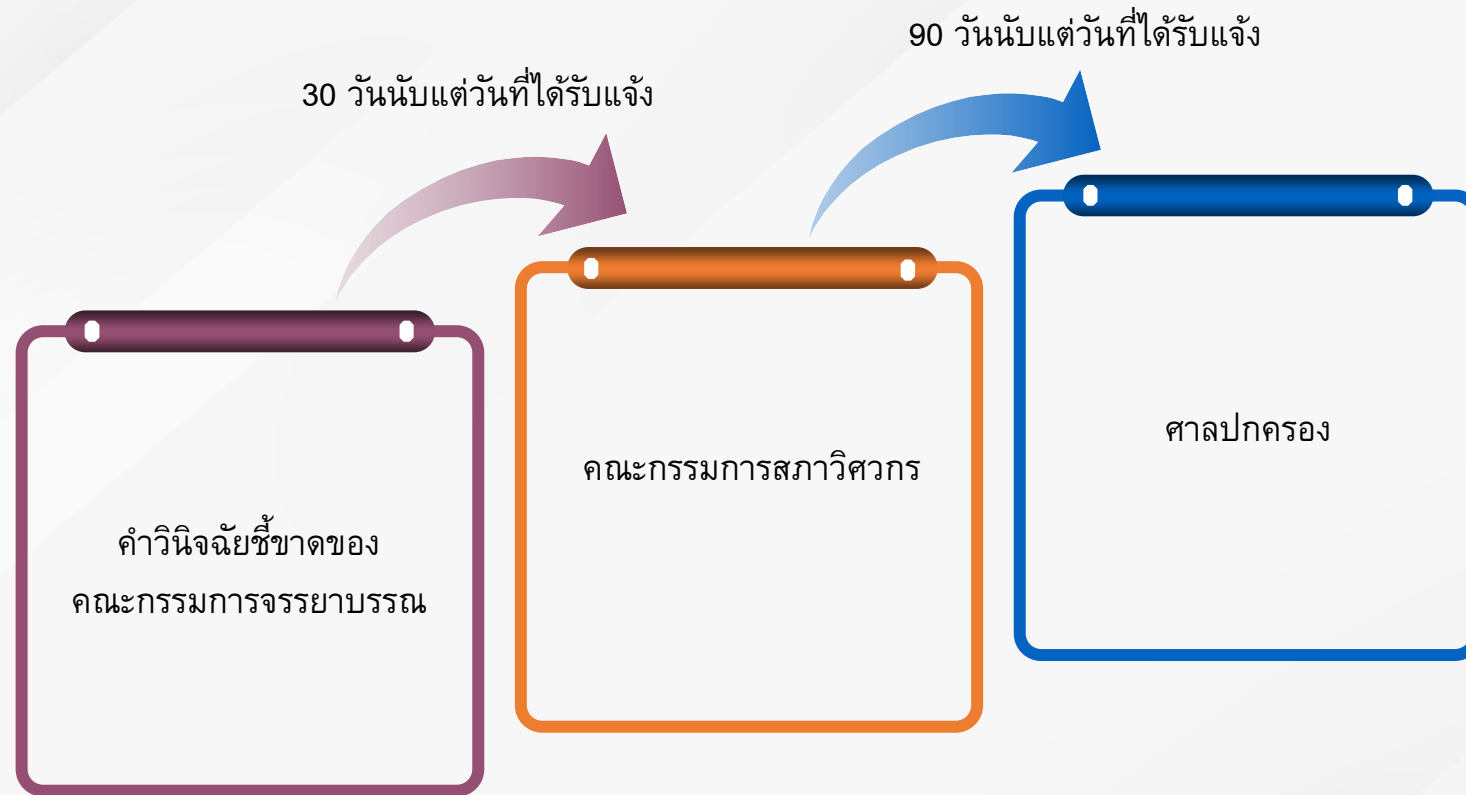 90 วันนับแต่วันที่ได้รับแจ้ง
30 วันนับแต่วันที่ได้รับแจ้ง
คำวินิจฉัยชี้ขาดของ
คณะกรรมการจรรยาบรรณ
คณะกรรมการสภาวิศวกร
ศาลปกครอง